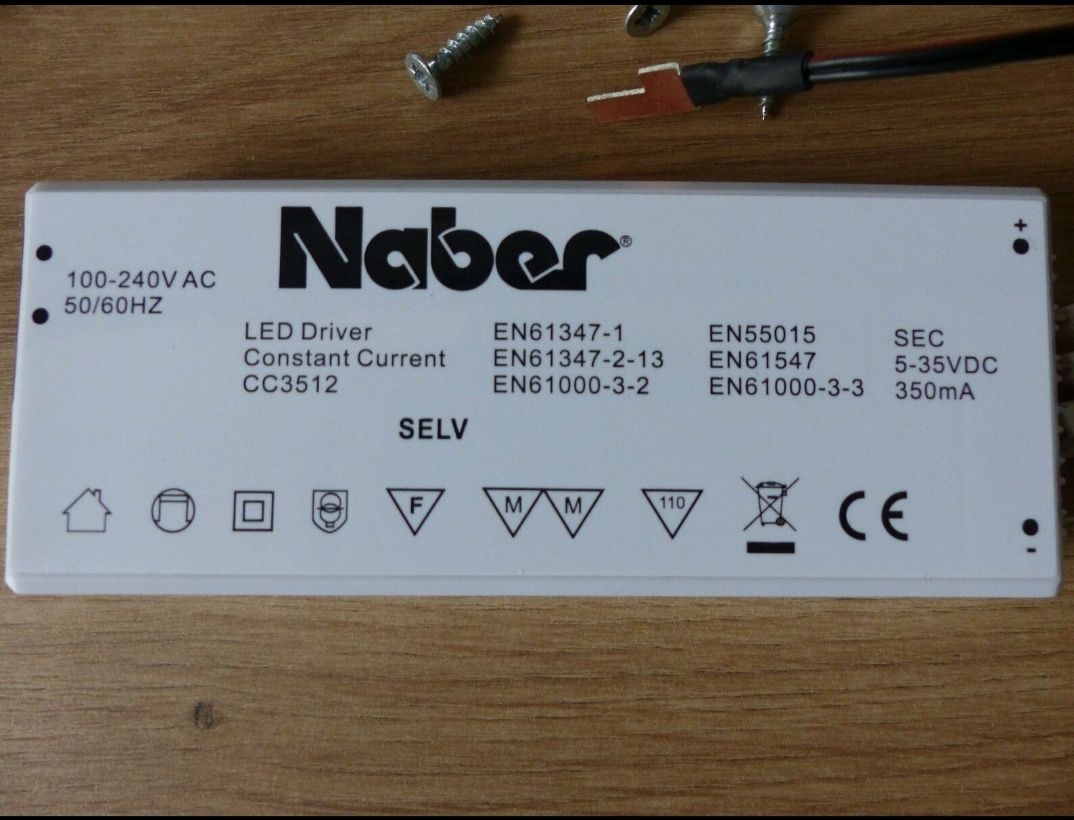 Naber®
100-240V AC
50/60HZ
LED Driver
Constant Current
CC3512
EN61347-1
EN61347-2-13
EN61000-3-2
EN55015
EN61547
EN61000-3-3
SEC
5-35VDC
350mA
+
SELV
F
M M
110
CE
-